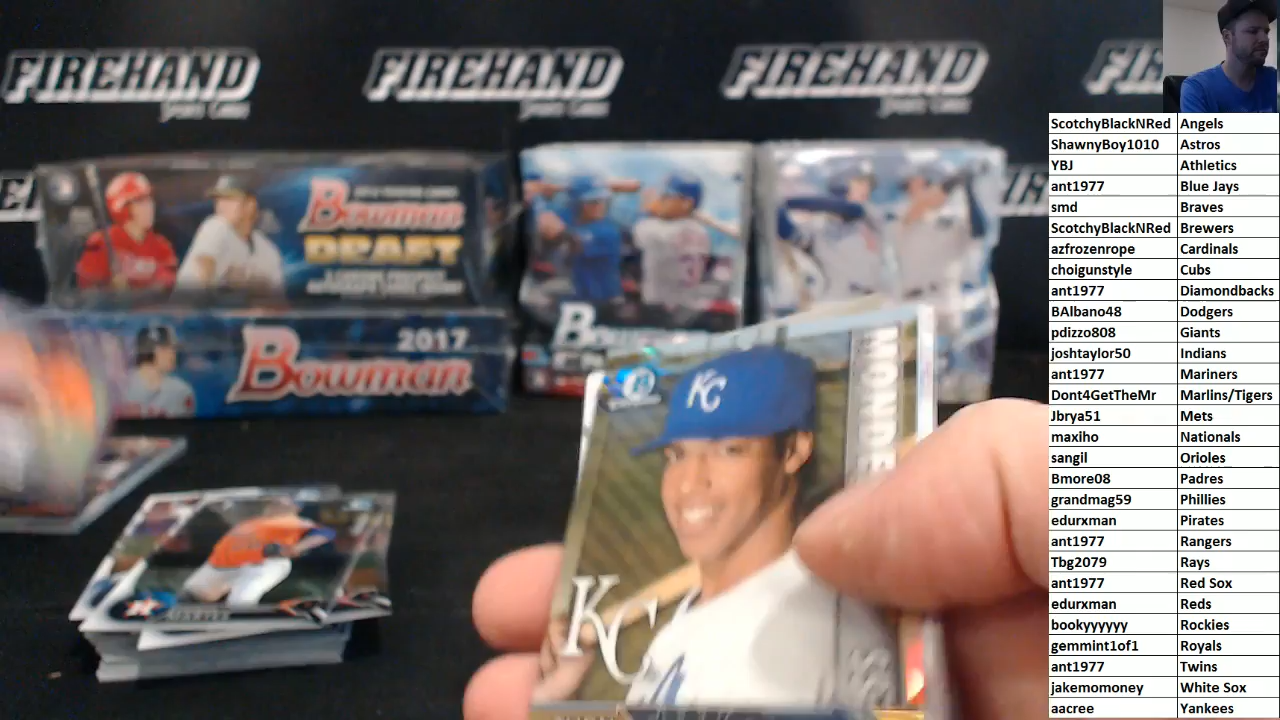 FIREHAND
FIREHAND
FIREHAND
Bowman
DRAFT
2017
Bowman
KC
KC
ScotchyBlackNRed Angels
ShawnyBoy1010 Astros
YBJ Athletics
ant1977 Blue Jays
smd Braves
ScotchyBlackNRed Brewers
azfrozenrope Cardinals
choigunstyle Cubs
ant1977 Diamondbacks
BAlbano48 Dodgers
pdizzo808 Giants
joshtaylor50 Indians
ant1977 Mariners
Dont4GetTheMr Marlins/Tigers
Jbrya51 Mets
maxiho Nationals
sangil Orioles
Bmore08 Padres
grandmag59 Phillies
edurxman Pirates
ant1977 Rangers
Tbg2079 Rays
ant1977 Red Sox
edurxman Reds
bookyyyyyy Rockies
gemmint1of1 Royals
ant1977 Twins
jakemomoney White Sox
aacree Yankees